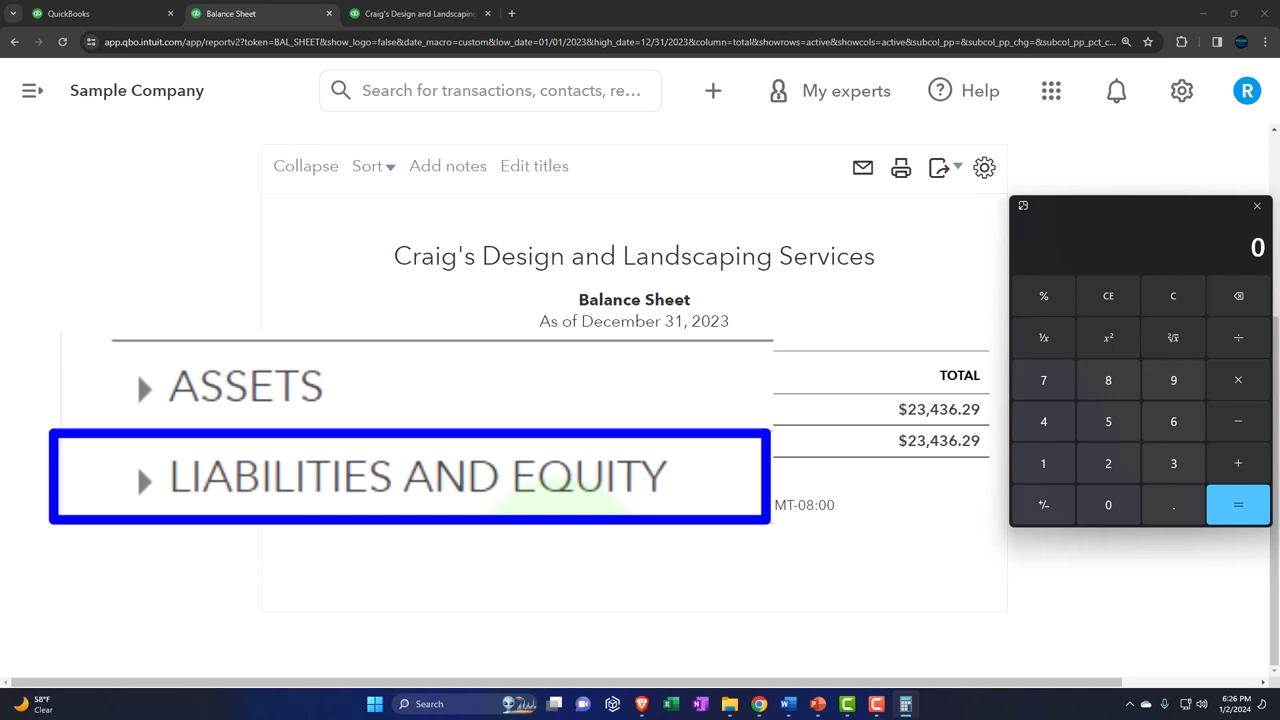 QuickBooks
Balance Sheet
Craig's Design and Landscaping
app.qbo.intuit.com/app/reportv2?token=BAL_SHEET&show_logo=false&date_macro=custom&low_date=01/01/2023&high_date=12/31/2023&column=total&showrows=active&showcols=active&subcol_pp=&subcol_pp_chg=&subcol_pp_pct_c...
Sample Company
Search for transactions, contacts, re...
My experts
Help
R
Collapse Sort Add notes Edit titles
Craig's Design and Landscaping Services
Balance Sheet
As of December 31, 2023
TOTAL
ASSETS
$23,436.29
LIABILITIES AND EQUITY
$23,436.29
MT-08:00
0
% CE C
1/x x² ²√x ÷
7 8 9 ×
4 5 6 −
1 2 3 +
+/− 0 . =
58°F
Clear
Search
6:26 PM
1/2/2024